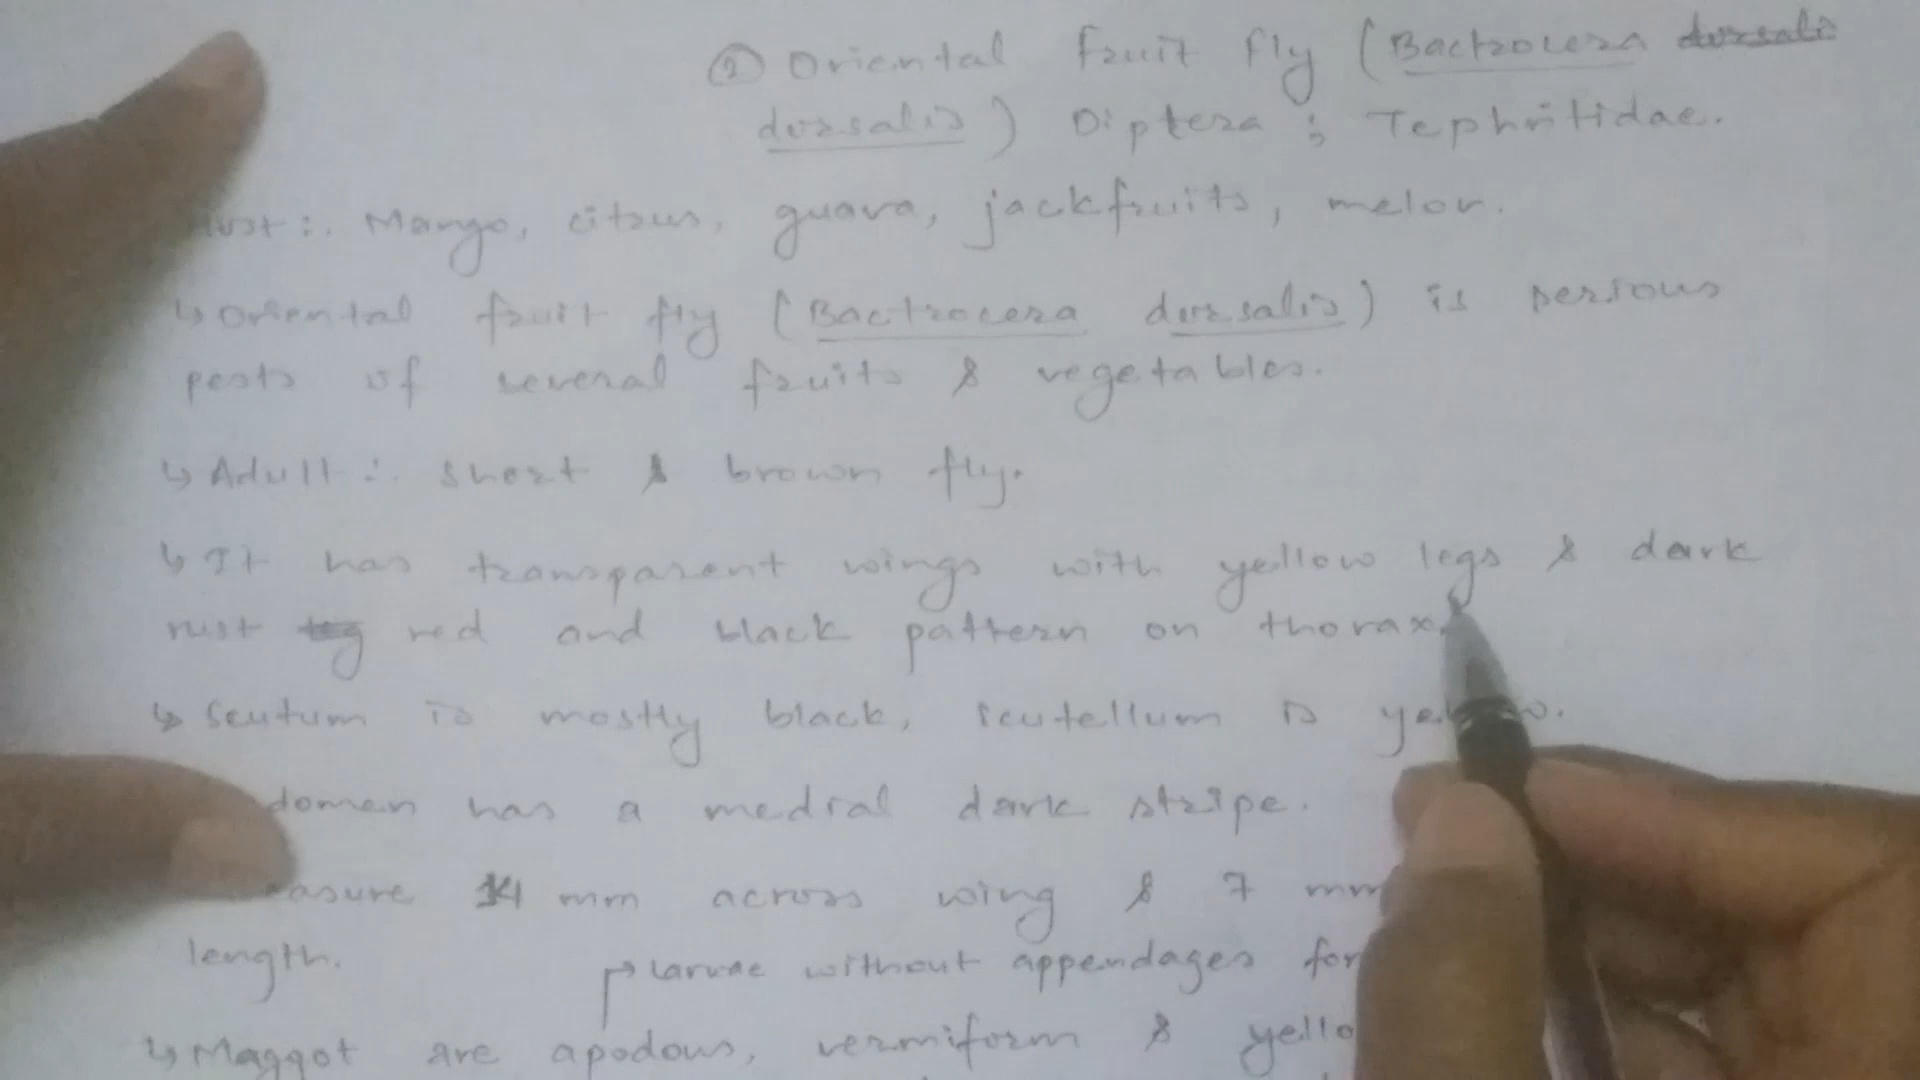 ② Oriental fruit fly (Bactrocera dorsalis
dorsalis) Diptera ; Tephritidae.
Host :. Mango, citrus, guava, jackfruits, melon.
↳ Oriental fruit fly (Bactrocera dorsalis) is serious
pests of several fruits & vegetables.
↳ Adult :. short & brown fly.
↳ It has transparent wings with yellow legs & dark
rust red and black pattern on thorax.
↳ Scutum is mostly black, scutellum is
domen has a medial dark stripe.
easure 14 mm across wing & 7 mm
length.
↱ larvae without appendages for
↳ Maggot are apodous, vermiform & yello